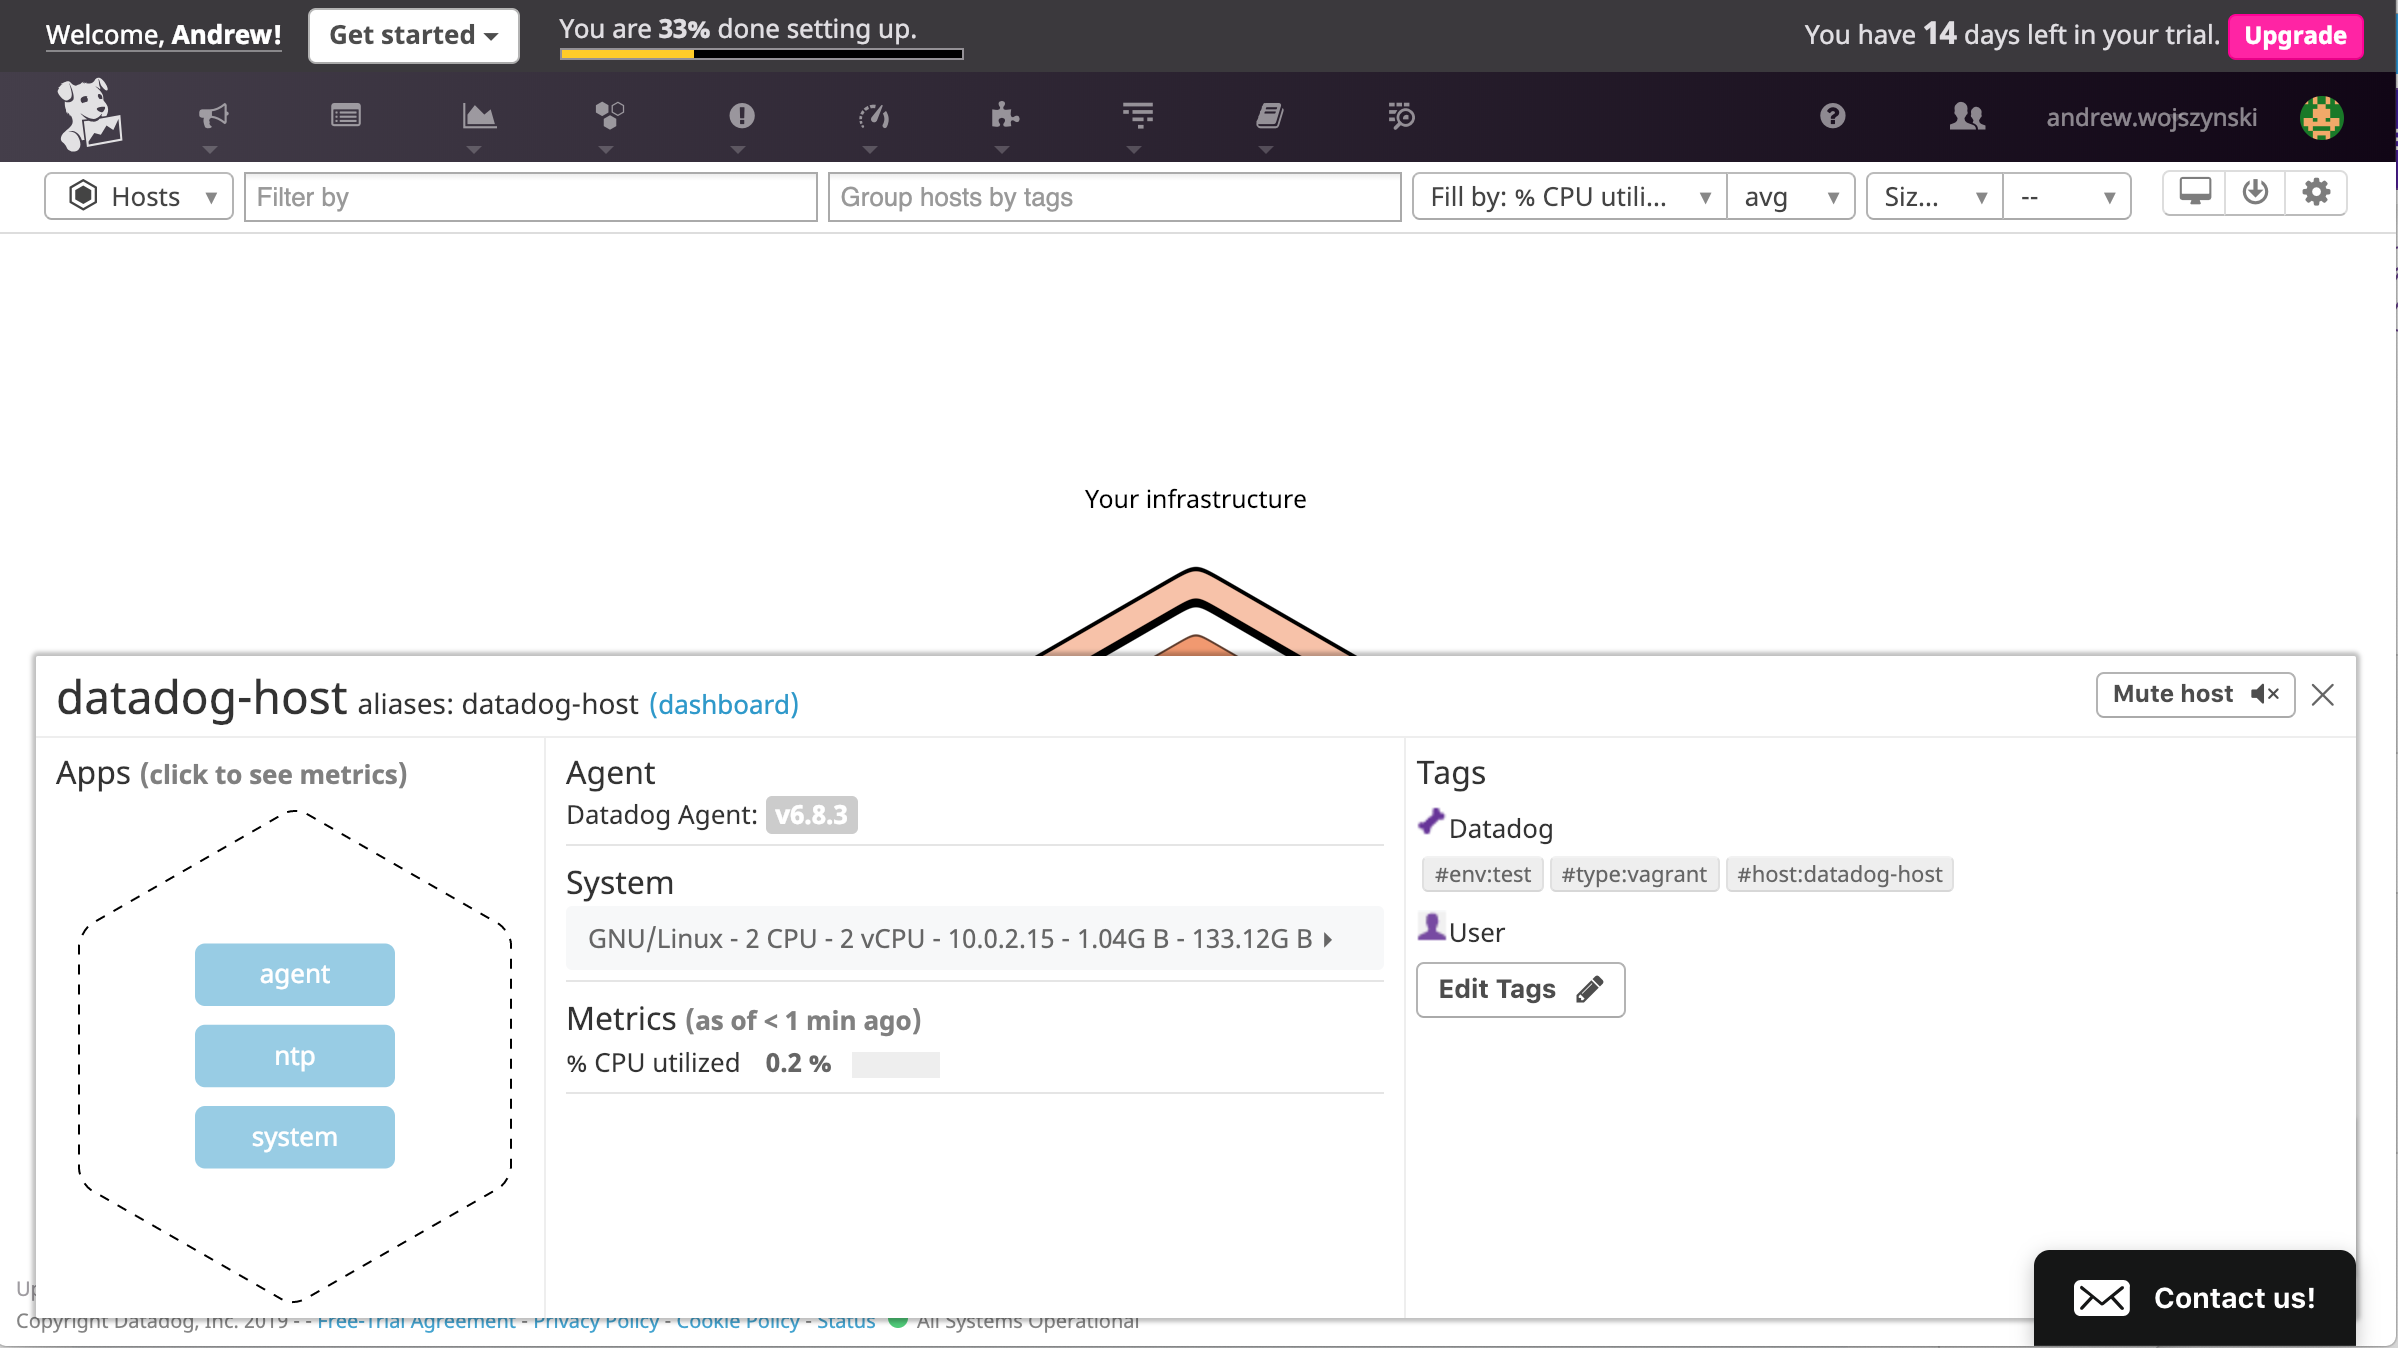 Welcome, Andrew!
Get started
You are 33% done setting up.
You have 14 days left in your trial.
Upgrade
andrew.wojszynski
Hosts
Filter by
Group hosts by tags
Fill by: % CPU utili...
avg
Siz...
--
Your infrastructure
datadog-host aliases: datadog-host (dashboard)
Mute host
Apps (click to see metrics)
agent
ntp
system
Agent
Datadog Agent: v6.8.3
System
GNU/Linux - 2 CPU - 2 vCPU - 10.0.2.15 - 1.04G B - 133.12G B
Metrics (as of < 1 min ago)
% CPU utilized 0.2 %
Tags
Datadog
#env:test #type:vagrant #host:datadog-host
User
Edit Tags
Contact us!
Copyright Datadog, Inc. 2019 - - Free-Trial Agreement - Privacy Policy - Cookie Policy - Status All Systems Operational